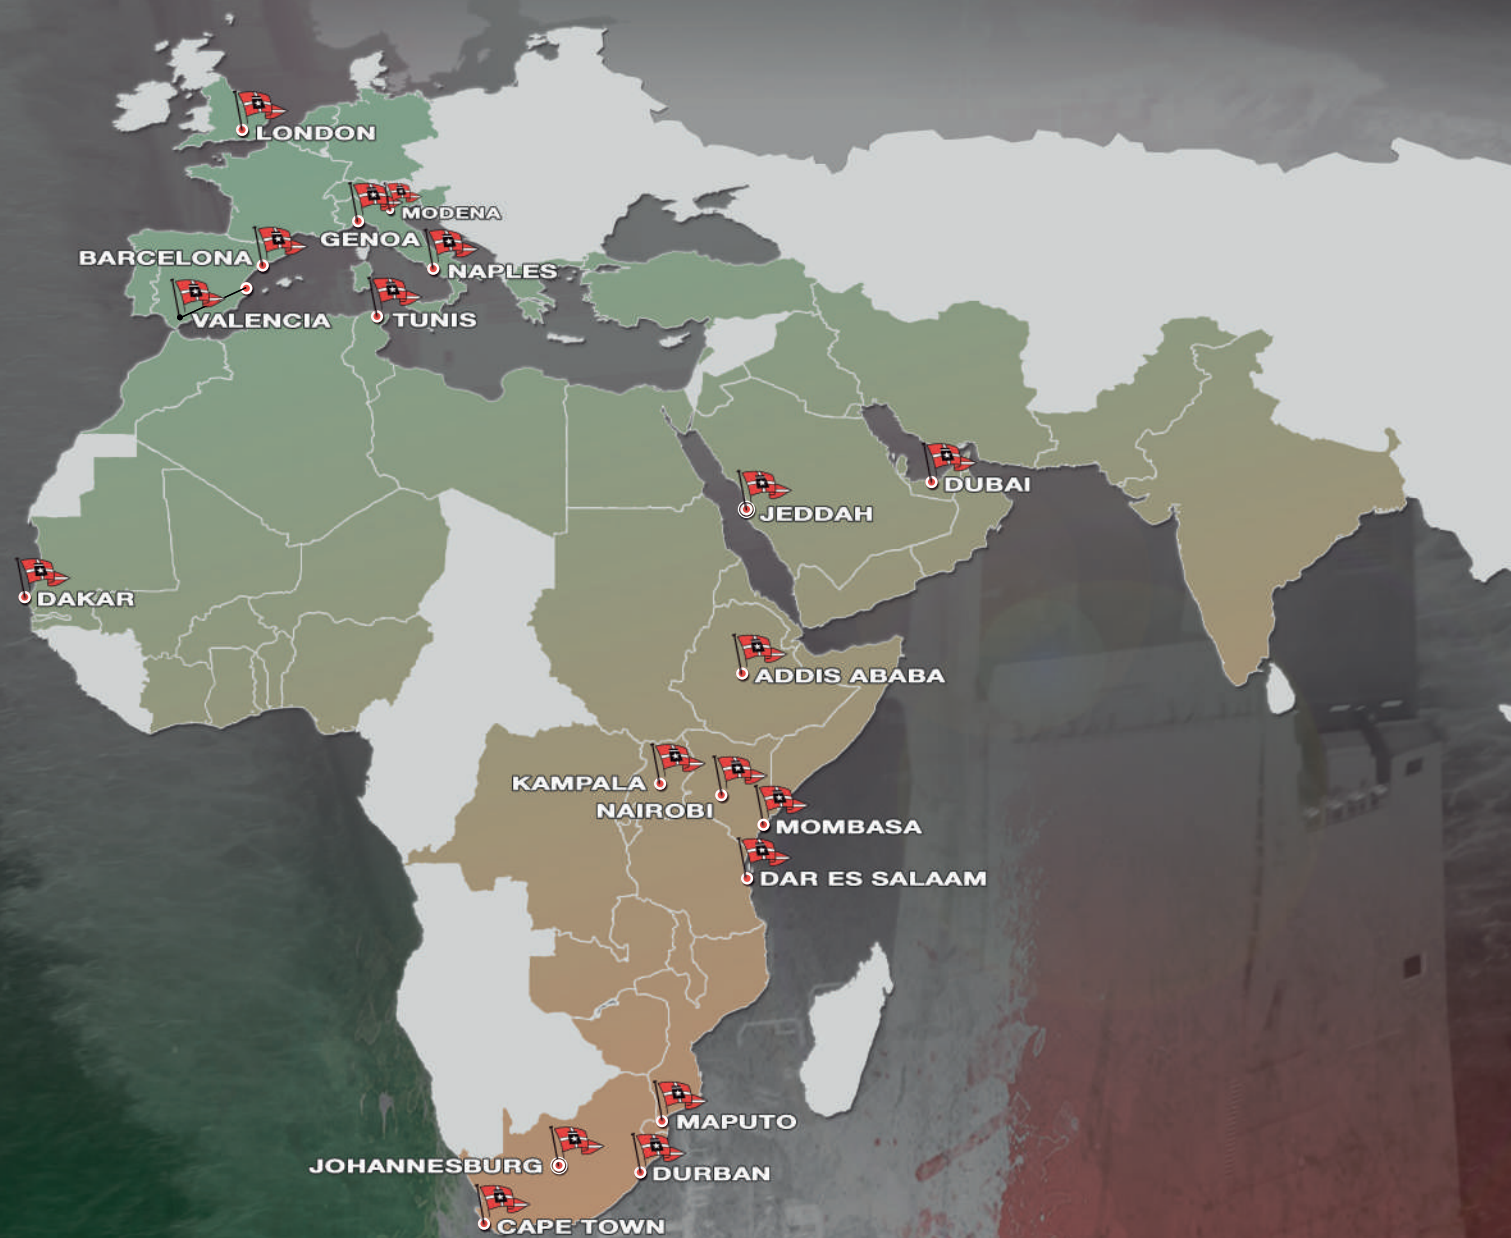 LONDON
MODENA
GENOA
BARCELONA
NAPLES
VALENCIA
TUNIS
DUBAI
JEDDAH
DAKAR
ADDIS ABABA
KAMPALA
NAIROBI
MOMBASA
DAR ES SALAAM
MAPUTO
JOHANNESBURG
DURBAN
CAPE TOWN